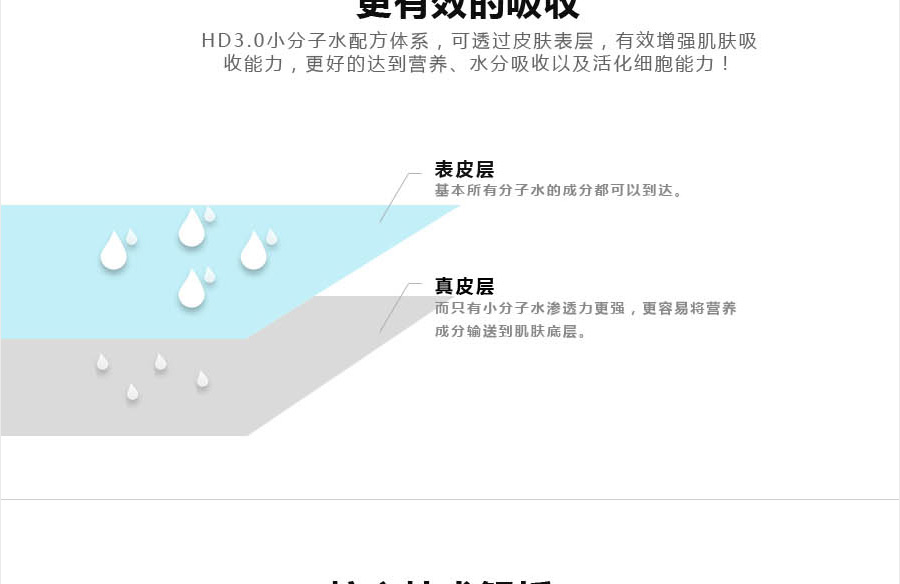 更有效的吸收
HD3.0小分子水配方体系，可透过皮肤表层，有效增强肌肤吸
收能力，更好的达到营养、水分吸收以及活化细胞能力！
表皮层
基本所有分子水的成分都可以到达。
真皮层
而只有小分子水渗透力更强，更容易将营养
成分输送到肌肤底层。